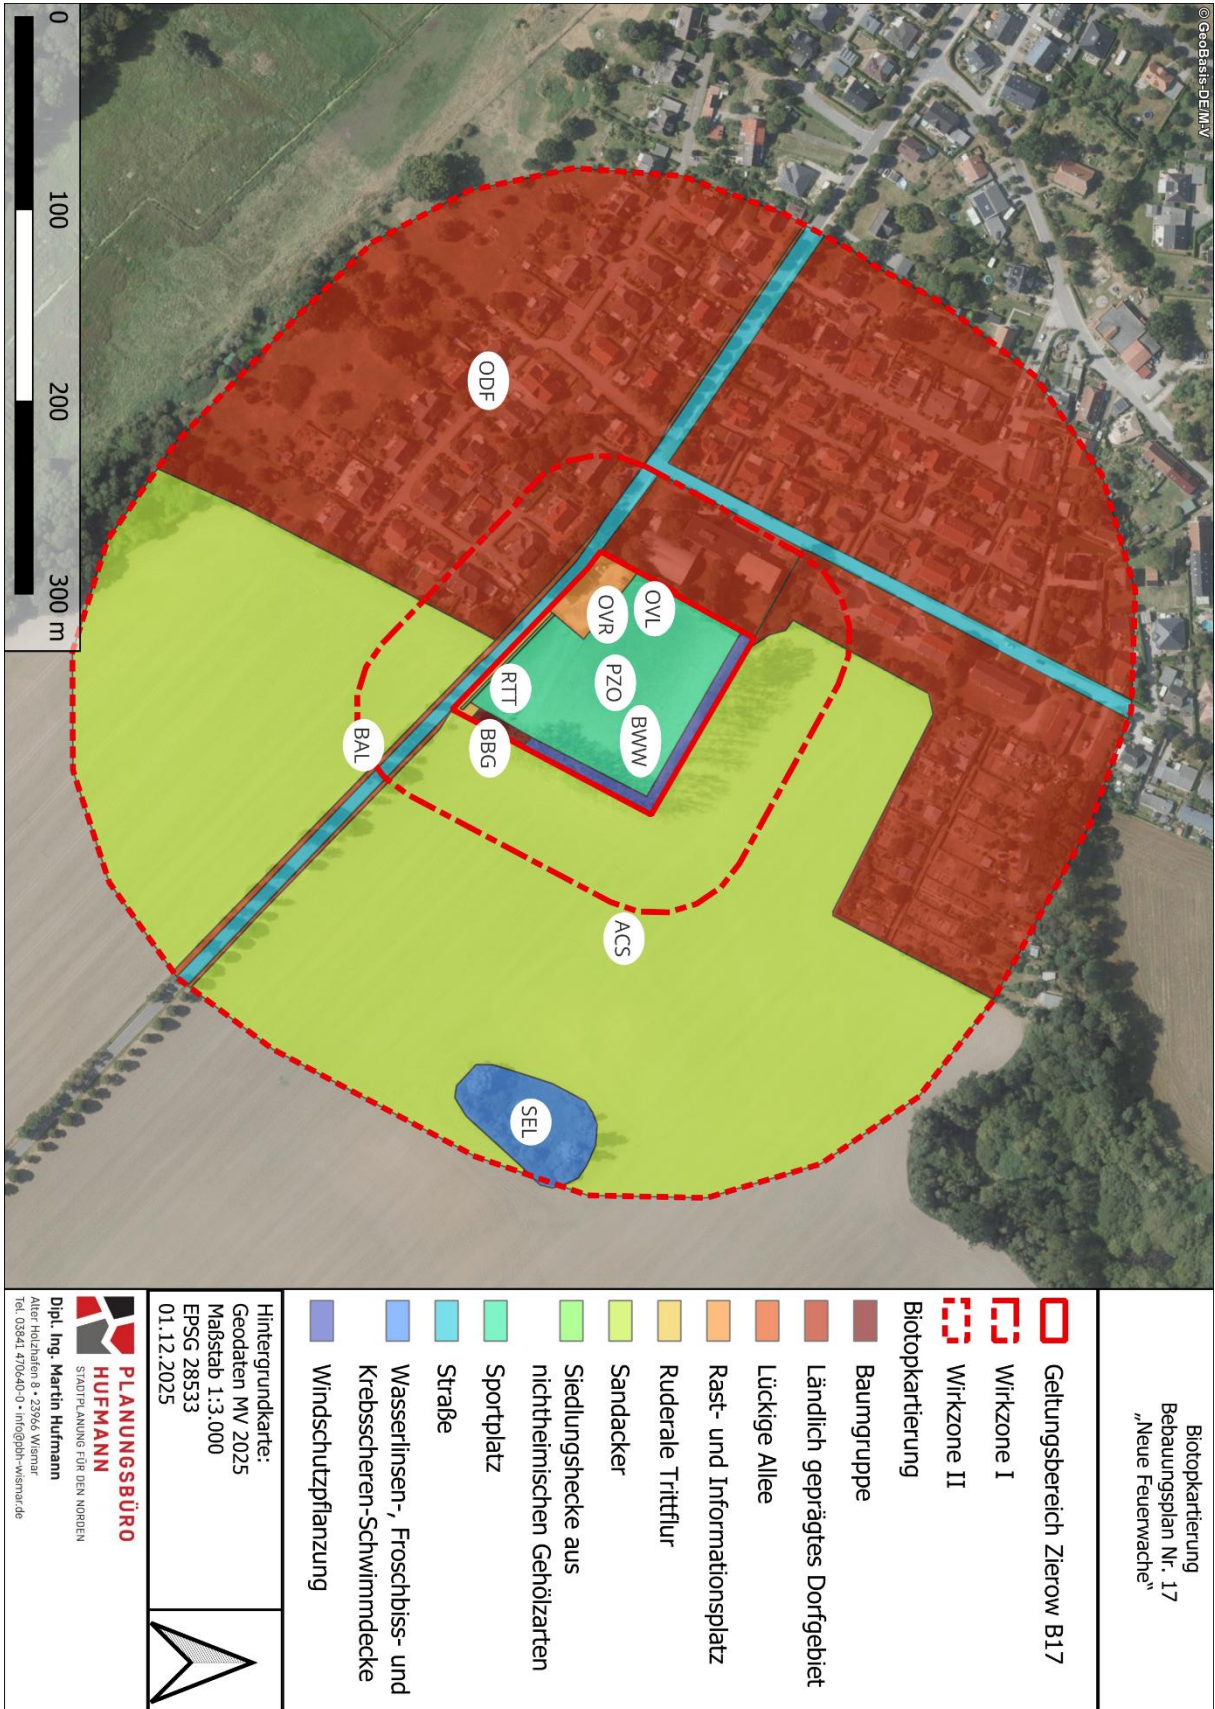 Biotopkartierung
Bebauungsplan Nr. 17
„Neue Feuerwache"
Geltungsbereich Zierow B17
Wirkzone I
Wirkzone II
Biotopkartierung
Baumgruppe
Ländlich geprägtes Dorfgebiet
Lückige Allee
Rast- und Informationsplatz
Ruderale Trittflur
Sandacker
Siedlungshecke aus
nichtheimischen Gehölzarten
Sportplatz
Straße
Wasserlinsen-, Froschbiss- und
Krebsscheren-Schwimmdecke
Windschutzpflanzung
Hintergrundkarte:
Geodaten MV 2025
Maßstab 1:3.000
EPSG 28533
01.12.2025
PLANUNGSBÜRO
HUFMANN
STADTPLANUNG FÜR DEN NORDEN
Dipl. Ing. Martin Hufmann
Alter Holzhafen 8 • 23966 Wismar
Tel. 03841 470640-0 • info@pbh-wismar.de
© GeoBasis-DE/M-V
ODF
OVL
OVR
PZO
BWW
RTT
BBG
BAL
ACS
SEL
0 100 200 300 m